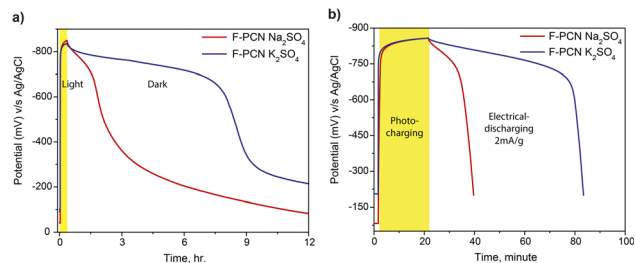 a)
F-PCN Na₂SO₄
F-PCN K₂SO₄
Light
Dark
Potential (mV) v/s Ag/AgCl
-800
-600
-400
-200
0
0
3
6
9
12
Time, hr.
b)
F-PCN Na₂SO₄
F-PCN K₂SO₄
Photo-
charging
Electrical-
discharging
2mA/g
Potential (mV) v/s Ag/AgCl
-900
-750
-600
-450
-300
-150
0
20
40
60
80
100
Time, minute